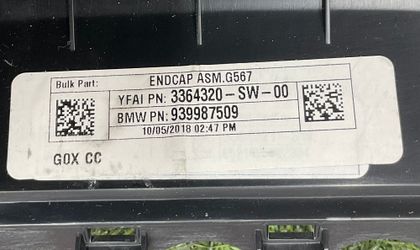 Bulk Part: ENDCAP ASM.G567
YFAI PN: 3364320-SW-00
BMW PN: 939987509
10/05/2018 02:47 PM
GOX CC